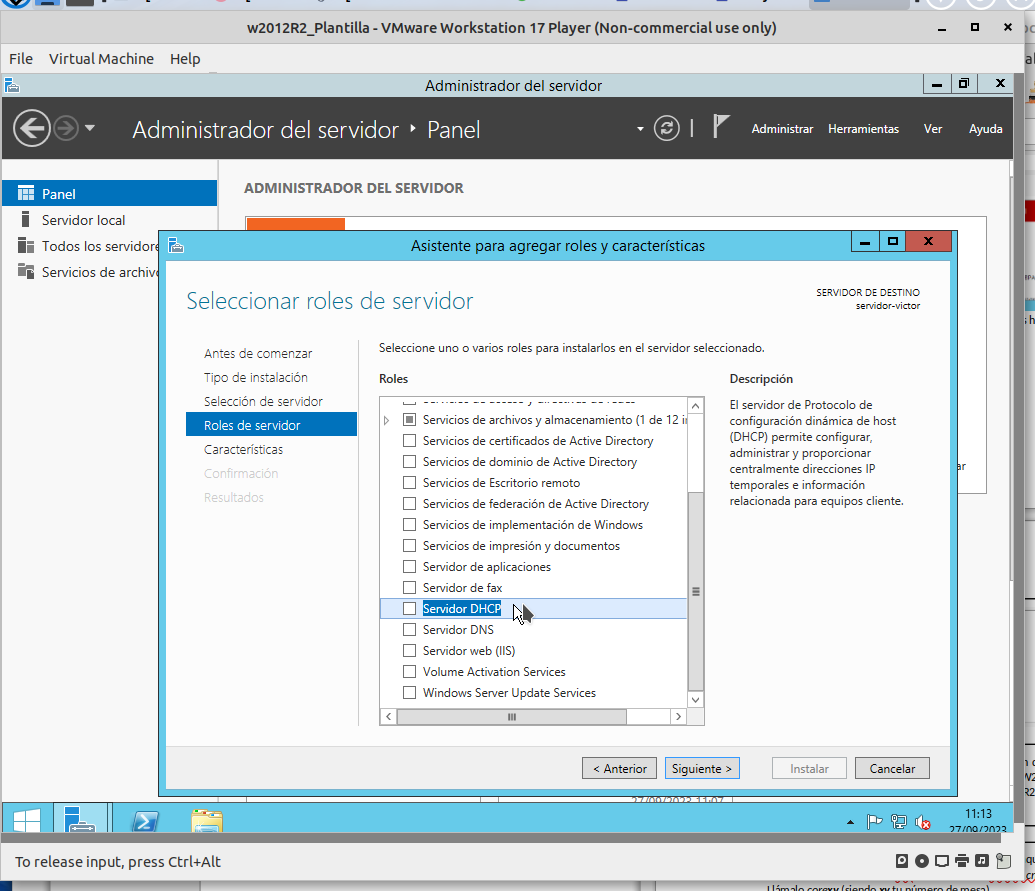 w2012R2_Plantilla - VMware Workstation 17 Player (Non-commercial use only)
File Virtual Machine Help
Administrador del servidor
Administrador del servidor ‣ Panel
Administrar Herramientas Ver Ayuda
Panel
Servidor local
Todos los servidore
Servicios de archivo
ADMINISTRADOR DEL SERVIDOR
Asistente para agregar roles y características
Seleccionar roles de servidor
SERVIDOR DE DESTINO
servidor-victor
Antes de comenzar
Tipo de instalación
Selección de servidor
Roles de servidor
Características
Confirmación
Resultados
Seleccione uno o varios roles para instalarlos en el servidor seleccionado.
Roles
Servicios de archivos y almacenamiento (1 de 12 i
Servicios de certificados de Active Directory
Servicios de dominio de Active Directory
Servicios de Escritorio remoto
Servicios de federación de Active Directory
Servicios de implementación de Windows
Servicios de impresión y documentos
Servidor de aplicaciones
Servidor de fax
Servidor DHCP
Servidor DNS
Servidor web (IIS)
Volume Activation Services
Windows Server Update Services
Descripción
El servidor de Protocolo de
configuración dinámica de host
(DHCP) permite configurar,
administrar y proporcionar
centralmente direcciones IP
temporales e información
relacionada para equipos cliente.
ar
< Anterior Siguiente > Instalar Cancelar
27/09/2023 11:07
11:13
27/09/2023
To release input, press Ctrl+Alt
Llámalo corexy (siendo xy tu número de mesa)